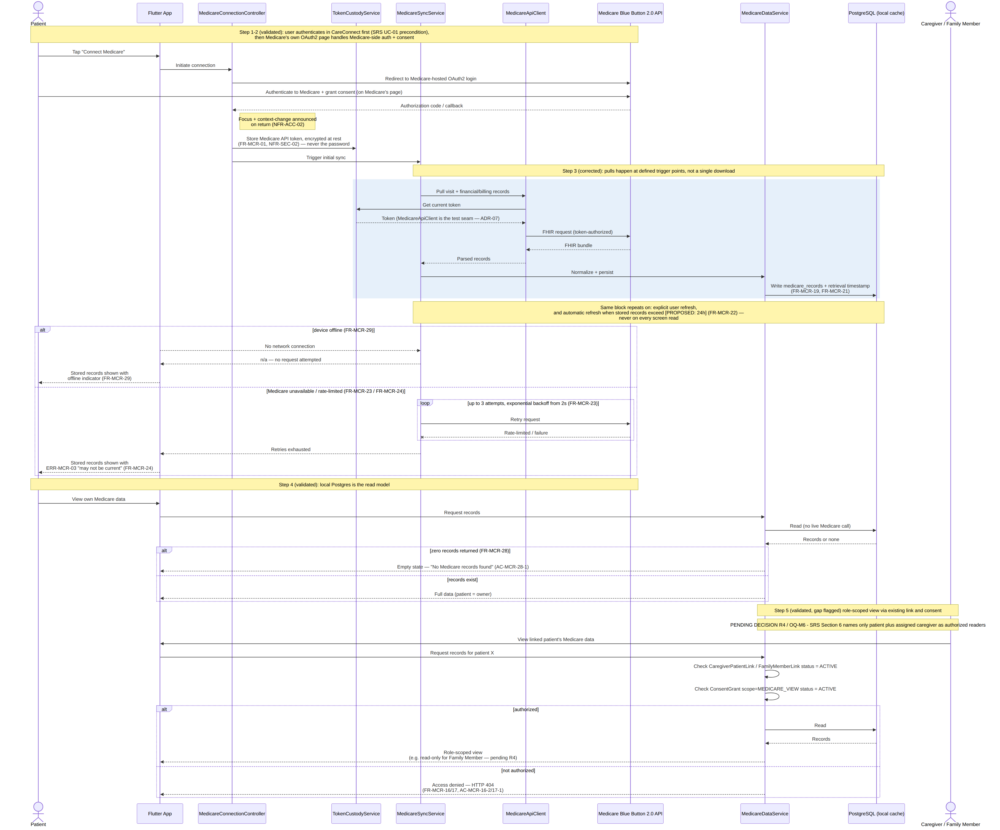 Patient
Flutter App
MedicareConnectionController
TokenCustodyService
MedicareSyncService
MedicareApiClient
Medicare Blue Button 2.0 API
MedicareDataService
PostgreSQL (local cache)
Caregiver / Family Member
Step 1-2 (validated): user authenticates in CareConnect first (SRS UC-01 precondition),
then Medicare's own OAuth2 page handles Medicare-side auth + consent
Tap "Connect Medicare"
Initiate connection
Redirect to Medicare-hosted OAuth2 login
Authenticate to Medicare + grant consent (on Medicare's page)
Authorization code / callback
Focus + context-change announced
on return (NFR-ACC-02)
Store Medicare API token, encrypted at rest
(FR-MCR-01, NFR-SEC-02) — never the password
Trigger initial sync
Step 3 (corrected): pulls happen at defined trigger points, not a single download
Pull visit + financial/billing records
Get current token
Token (MedicareApiClient is the test seam — ADR-07)
FHIR request (token-authorized)
FHIR bundle
Parsed records
Normalize + persist
Write medicare_records + retrieval timestamp
(FR-MCR-19, FR-MCR-21)
Same block repeats on: explicit user refresh,
and automatic refresh when stored records exceed [PROPOSED: 24h] (FR-MCR-22) —
never on every screen read
alt
[device offline (FR-MCR-29)]
No network connection
n/a — no request attempted
Stored records shown with
offline indicator (FR-MCR-29)
[Medicare unavailable / rate-limited (FR-MCR-23 / FR-MCR-24)]
loop
[up to 3 attempts, exponential backoff from 2s (FR-MCR-23)]
Retry request
Rate-limited / failure
Retries exhausted
Stored records shown with
ERR-MCR-03 "may not be current" (FR-MCR-24)
Step 4 (validated): local Postgres is the read model
View own Medicare data
Request records
Read (no live Medicare call)
Records or none
alt
[zero records returned (FR-MCR-28)]
Empty state — "No Medicare records found" (AC-MCR-28-1)
[records exist]
Full data (patient = owner)
Step 5 (validated, gap flagged) role-scoped view via existing link and consent
PENDING DECISION R4 / OQ-M6 - SRS Section 6 names only patient plus assigned caregiver as authorized readers
View linked patient's Medicare data
Request records for patient X
Check CaregiverPatientLink / FamilyMemberLink status = ACTIVE
Check ConsentGrant scope=MEDICARE_VIEW status = ACTIVE
alt
[authorized]
Read
Records
Role-scoped view
(e.g. read-only for Family Member — pending R4)
[not authorized]
Access denied — HTTP 404
(FR-MCR-16/17, AC-MCR-16-2/17-1)
Patient
Flutter App
MedicareConnectionController
TokenCustodyService
MedicareSyncService
MedicareApiClient
Medicare Blue Button 2.0 API
MedicareDataService
PostgreSQL (local cache)
Caregiver / Family Member